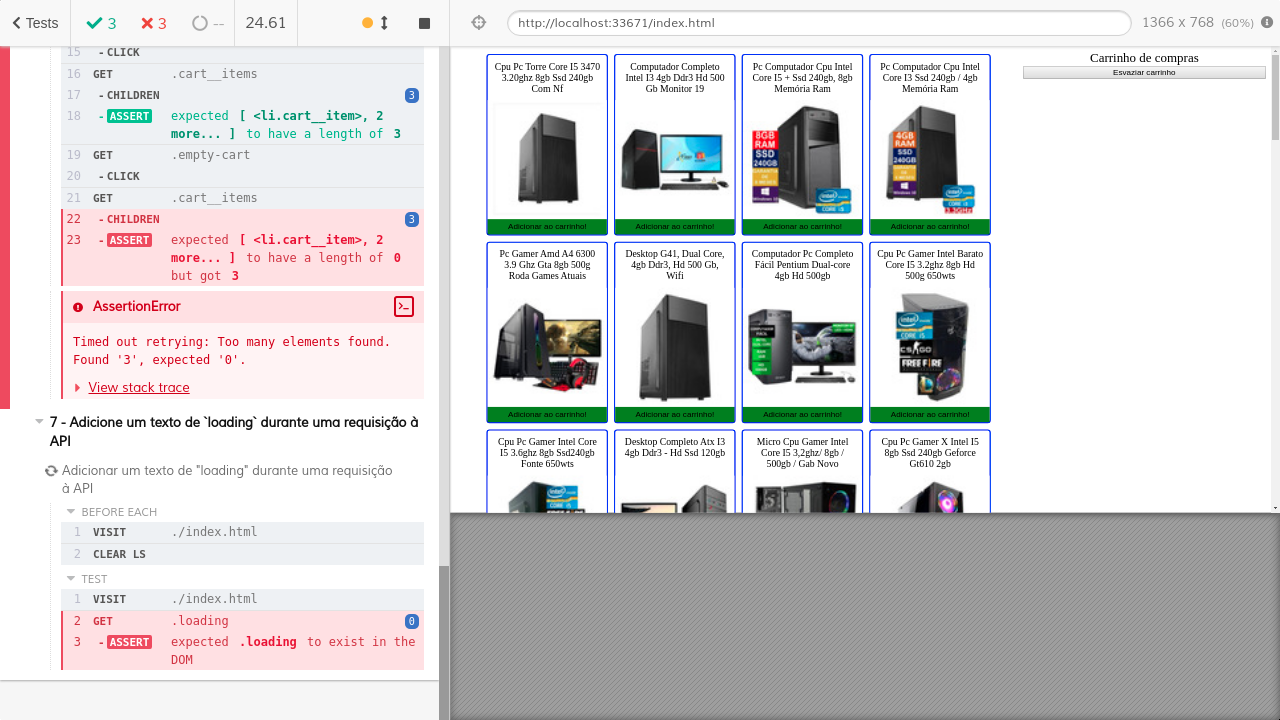 Tests
3
3
--
24.61
http://localhost:33671/index.html
1366 x 768 (60%)
15 - CLICK
16 GET .cart__items
17 - CHILDREN 3
18 - ASSERT expected [ <li.cart__item>, 2
more... ] to have a length of 3
19 GET .empty-cart
20 - CLICK
21 GET .cart__items
22 - CHILDREN 3
23 - ASSERT expected [ <li.cart__item>, 2
more... ] to have a length of 0
but got 3
AssertionError
Timed out retrying: Too many elements found.
Found '3', expected '0'.
View stack trace
7 - Adicione um texto de `loading` durante uma requisição à
API
Adicionar um texto de "loading" durante uma requisição
à API
BEFORE EACH
1 VISIT ./index.html
2 CLEAR LS
TEST
1 VISIT ./index.html
2 GET .loading 0
3 - ASSERT expected .loading to exist in the
DOM
Cpu Pc Torre Core I5 3470
3.20ghz 8gb Ssd 240gb
Com Nf
Adicionar ao carrinho!
Computador Completo
Intel I3 4gb Ddr3 Hd 500
Gb Monitor 19
Adicionar ao carrinho!
Pc Computador Cpu Intel
Core I5 + Ssd 240gb, 8gb
Memória Ram
8GB
RAM
SSD
240GB
Adicionar ao carrinho!
Pc Computador Cpu Intel
Core I3 Ssd 240gb / 4gb
Memória Ram
4GB
RAM
SSD
240GB
Adicionar ao carrinho!
Pc Gamer Amd A4 6300
3.9 Ghz Gta 8gb 500g
Roda Games Atuais
Adicionar ao carrinho!
Desktop G41, Dual Core,
4gb Ddr3, Hd 500 Gb,
Wifi
Adicionar ao carrinho!
Computador Pc Completo
Fácil Pentium Dual-core
4gb Hd 500gb
Adicionar ao carrinho!
Cpu Pc Gamer Intel Barato
Core I5 3.2ghz 8gb Hd
500g 650wts
CS:GO
FREE FIRE
Adicionar ao carrinho!
Cpu Pc Gamer Intel Core
I5 3.6ghz 8gb Ssd240gb
Fonte 650wts
Desktop Completo Atx I3
4gb Ddr3 - Hd Ssd 120gb
Micro Cpu Gamer Intel
Core I5 3,2ghz/ 8gb /
500gb / Gab Novo
Cpu Pc Gamer X Intel I5
8gb Ssd 240gb Geforce
Gt610 2gb
Carrinho de compras
Esvaziar carrinho